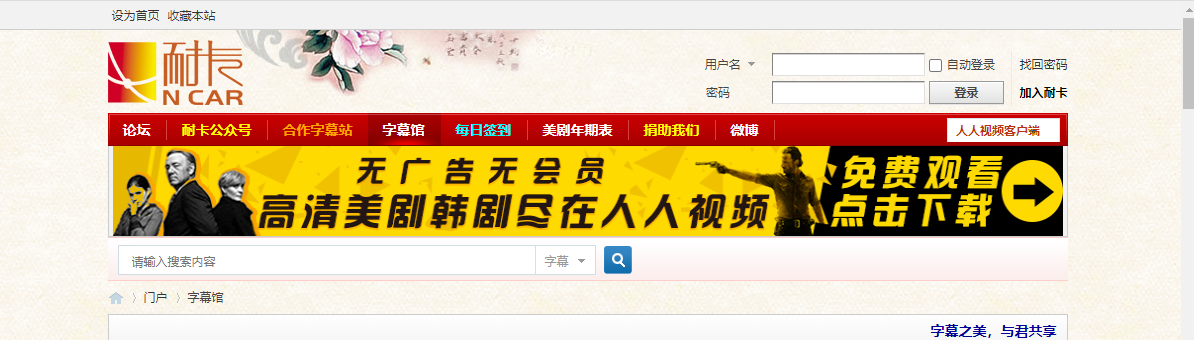 设为首页 收藏本站
耐卡
N CAR
用户名 自动登录 找回密码
密码 登录 加入耐卡
论坛 耐卡公众号 合作字幕站 字幕馆 每日签到 美剧年期表 捐助我们 微博 人人视频客户端
无广告无会员
高清美剧韩剧尽在人人视频
免费观看
点击下载
请输入搜索内容 字幕
门户 字幕馆
字幕之美，与君共享